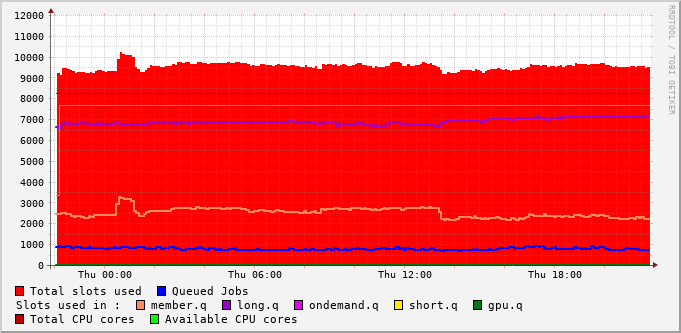 12000
11000
10000
9000
8000
7000
6000
5000
4000
3000
2000
1000
0
Thu 00:00 Thu 06:00 Thu 12:00 Thu 18:00
RRDTOOL / TOBI OETIKER
Total slots used Queued Jobs
Slots used in : member.q long.q ondemand.q short.q gpu.q
Total CPU cores Available CPU cores